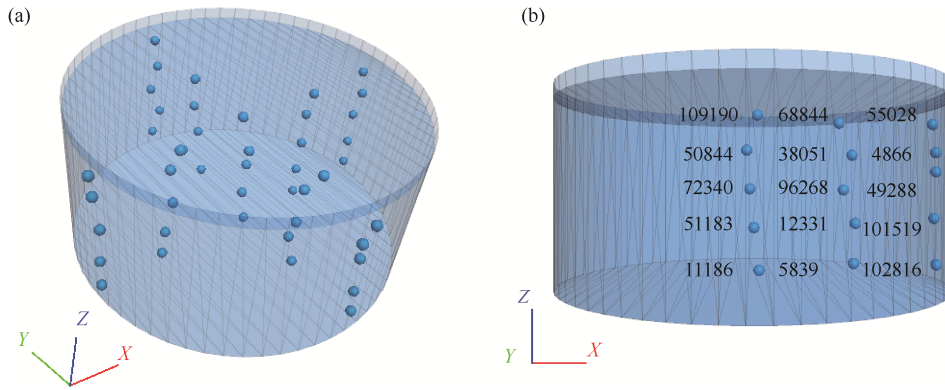 (a)
(b)
109190 68844 55028
50844 38051 4866
72340 96268 49288
51183 12331 101519
11186 5839 102816
Z
Y X
Z
Y X